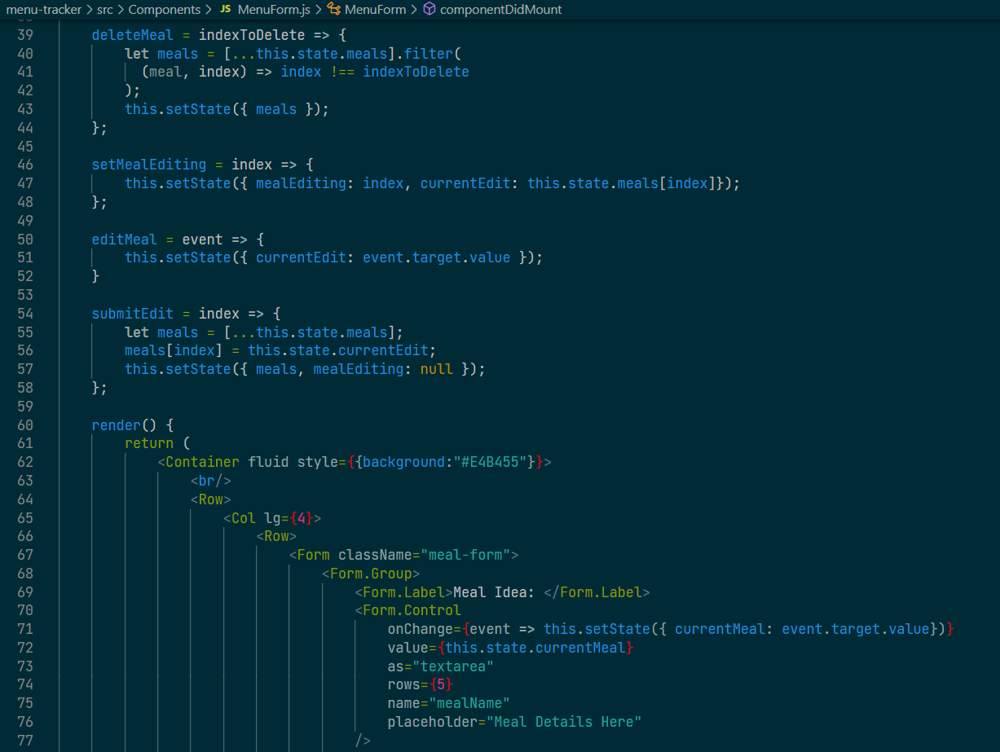 menu-tracker > src > Components > JS MenuForm.js > MenuForm > componentDidMount
39 deleteMeal = indexToDelete => {
40 let meals = [...this.state.meals].filter(
41 (meal, index) => index !== indexToDelete
42 );
43 this.setState({ meals });
44 };
45
46 setMealEditing = index => {
47 this.setState({ mealEditing: index, currentEdit: this.state.meals[index]});
48 };
49
50 editMeal = event => {
51 this.setState({ currentEdit: event.target.value });
52 }
53
54 submitEdit = index => {
55 let meals = [...this.state.meals];
56 meals[index] = this.state.currentEdit;
57 this.setState({ meals, mealEditing: null });
58 };
59
60 render() {
61 return (
62 <Container fluid style={{background:"#E4B455"}}>
63 <br/>
64 <Row>
65 <Col lg={4}>
66 <Row>
67 <Form className="meal-form">
68 <Form.Group>
69 <Form.Label>Meal Idea: </Form.Label>
70 <Form.Control
71 onChange={event => this.setState({ currentMeal: event.target.value})}
72 value={this.state.currentMeal}
73 as="textarea"
74 rows={5}
75 name="mealName"
76 placeholder="Meal Details Here"
77 />